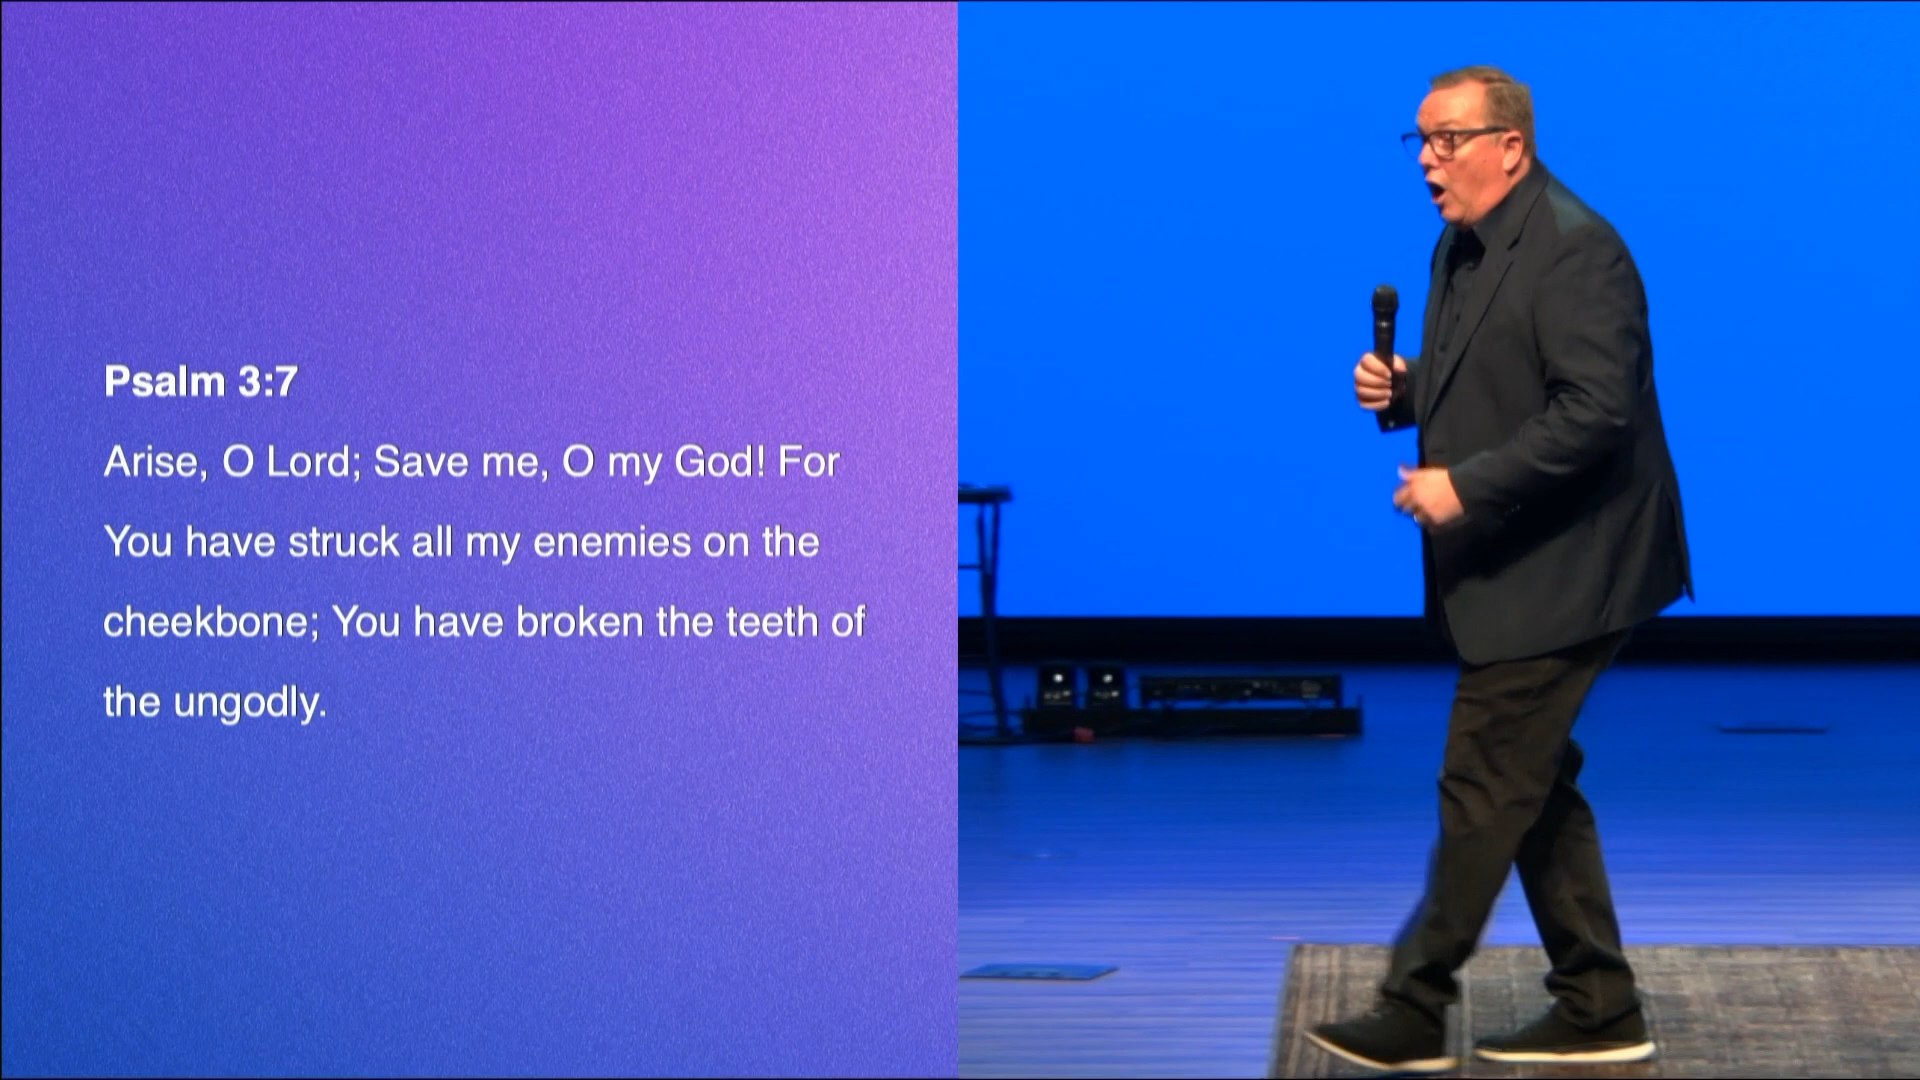 Psalm 3:7
Arise, O Lord; Save me, O my God! For
You have struck all my enemies on the
cheekbone; You have broken the teeth of
the ungodly.